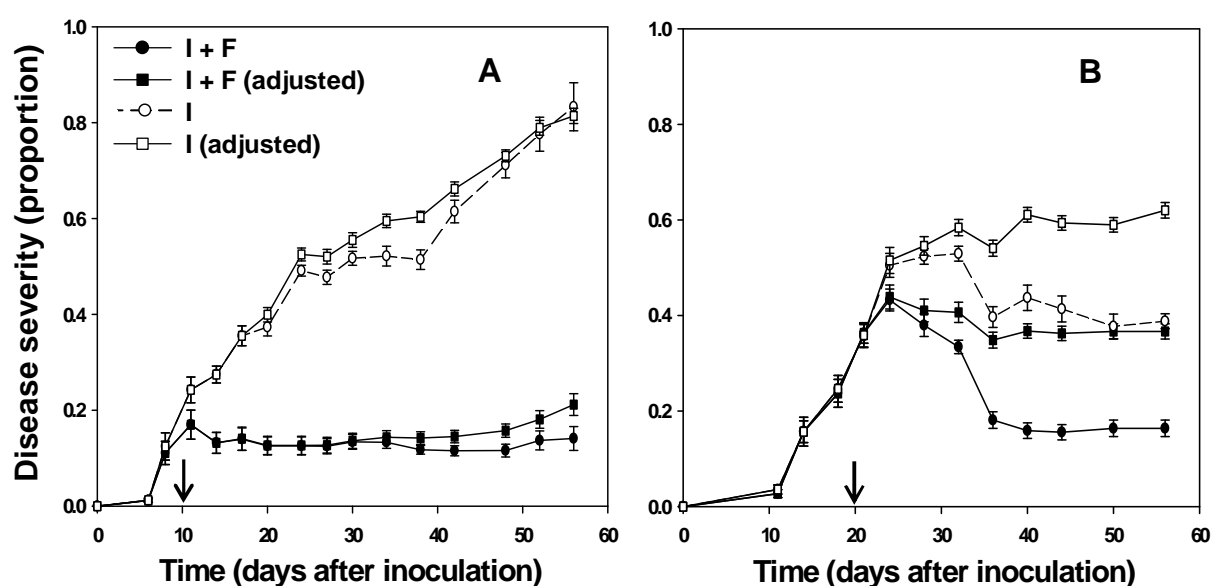 Disease severity (proportion)
1.0
0.8
0.6
0.4
0.2
0.0
I + F
I + F (adjusted)
I
I (adjusted)
A
0 10 20 30 40 50 60
Time (days after inoculation)
1.0
0.8
0.6
0.4
0.2
0.0
B
0 10 20 30 40 50 60
Time (days after inoculation)